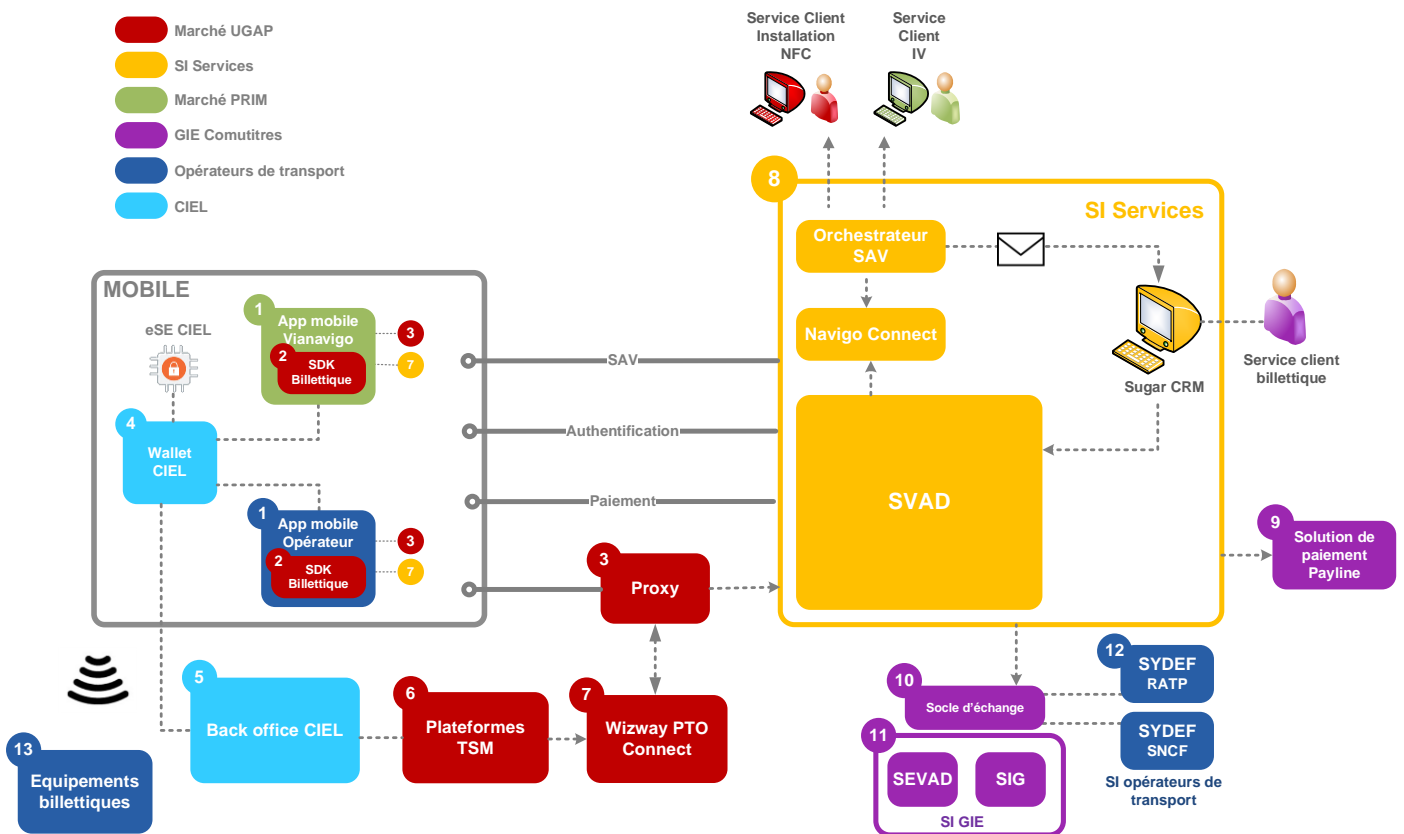 Marché UGAP
SI Services
Marché PRIM
GIE Comutitres
Opérateurs de transport
CIEL
Service Client
Installation
NFC
Service
Client
IV
8
SI Services
Orchestrateur
SAV
Navigo Connect
SVAD
Sugar CRM
Service client
billettique
MOBILE
eSE CIEL
1
App mobile
Vianavigo
2
SDK
Billettique
3
7
4
Wallet
CIEL
1
App mobile
Opérateur
2
SDK
Billettique
3
7
SAV
Authentification
Paiement
3
Proxy
9
Solution de
paiement
Payline
5
Back office CIEL
6
Plateformes
TSM
7
Wizway PTO
Connect
10
Socle d'échange
11
SEVAD
SIG
SI GIE
12
SYDEF
RATP
SYDEF
SNCF
SI opérateurs de
transport
13
Equipements
billettiques